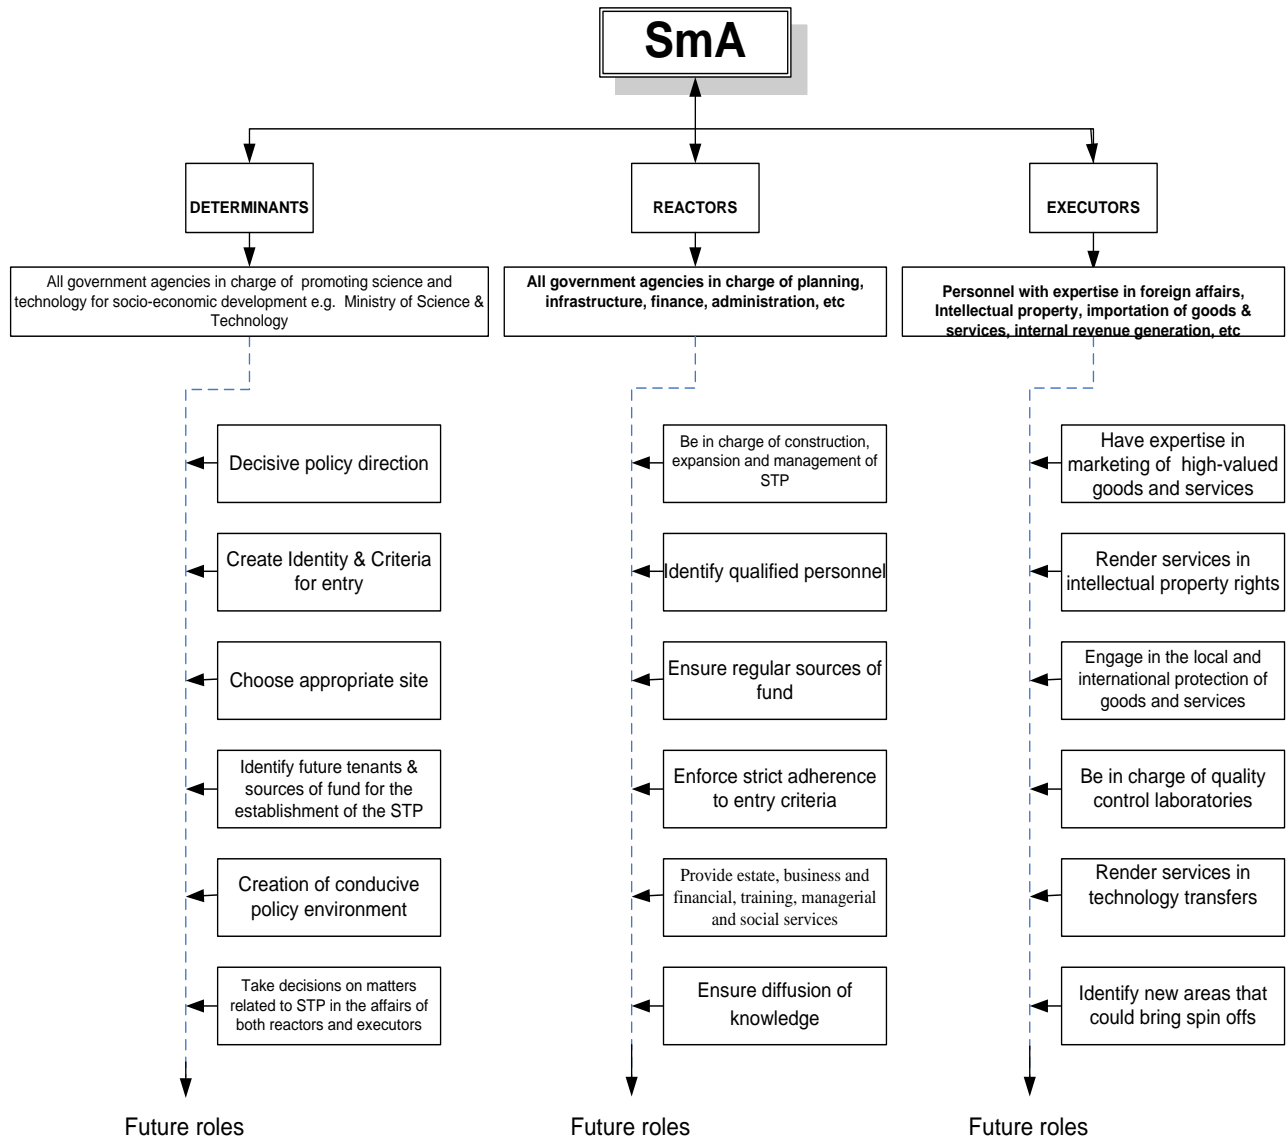 SmA
DETERMINANTS
REACTORS
EXECUTORS
All government agencies in charge of promoting science and
technology for socio-economic development e.g. Ministry of Science &
Technology
All government agencies in charge of planning,
infrastructure, finance, administration, etc
Personnel with expertise in foreign affairs,
Intellectual property, importation of goods &
services, internal revenue generation, etc
Decisive policy direction
Be in charge of construction,
expansion and management of
STP
Have expertise in
marketing of high-valued
goods and services
Create Identity & Criteria
for entry
Identify qualified personnel
Render services in
intellectual property rights
Choose appropriate site
Ensure regular sources of
fund
Engage in the local and
international protection of
goods and services
Identify future tenants &
sources of fund for the
establishment of the STP
Enforce strict adherence
to entry criteria
Be in charge of quality
control laboratories
Creation of conducive
policy environment
Provide estate, business and
financial, training, managerial
and social services
Render services in
technology transfers
Take decisions on matters
related to STP in the affairs of
both reactors and executors
Ensure diffusion of
knowledge
Identify new areas that
could bring spin offs
Future roles
Future roles
Future roles